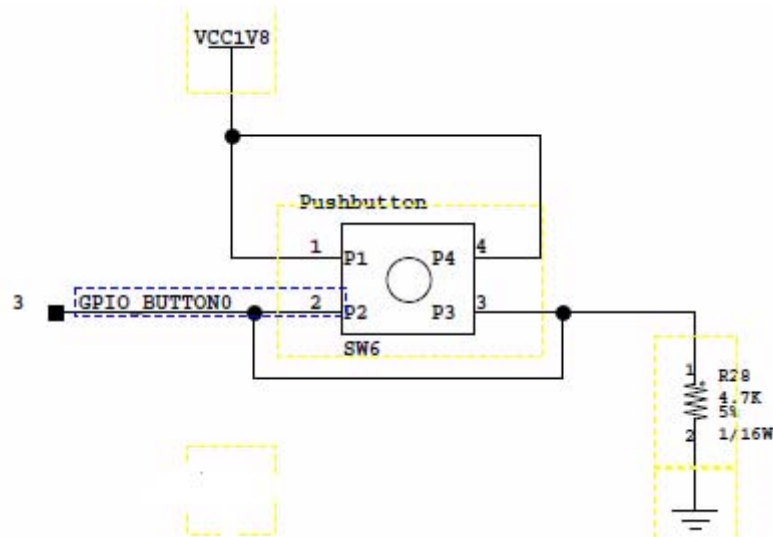 VCC1V8
Pushbutton
1 P1 P4 4
3 GPIO_BUTTON0 2 P2 P3 3
SW6
1 R28
4.7K
5%
2 1/16W